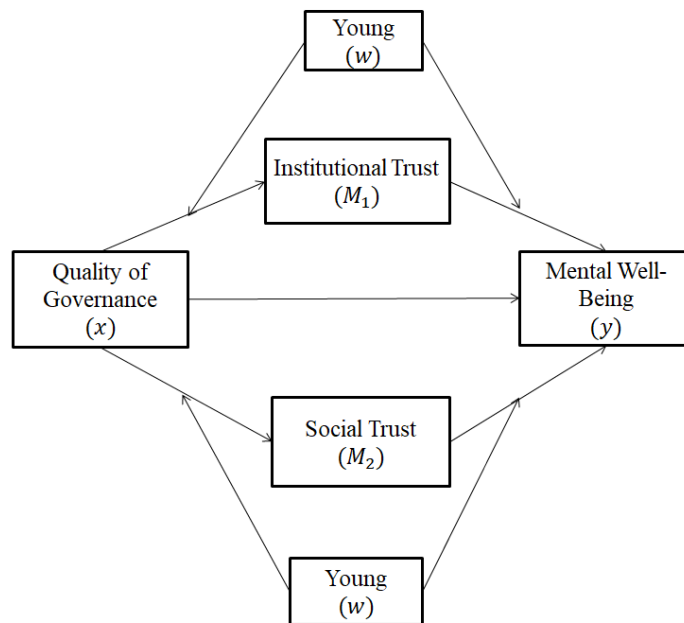 Young
(w)
Institutional Trust
(M₁)
Quality of
Governance
(x)
Mental Well-
Being
(y)
Social Trust
(M₂)
Young
(w)